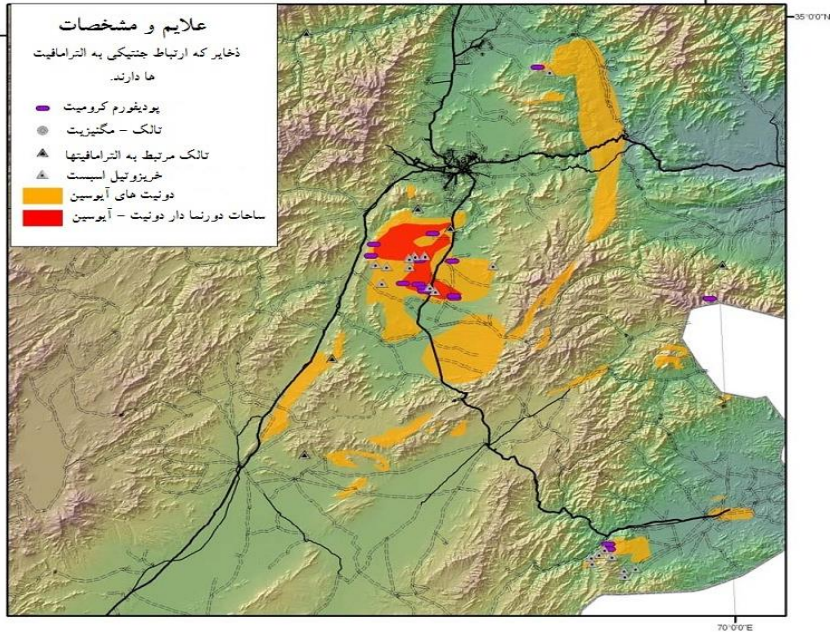 علایم و مشخصات
ذخایر که ارتباط جنتیکی به الترامافیت
ها دارند.
پودیفورم کرومیت
تالک – مگنیزیت
تالک مرتبط به الترامافیتها
خریزوتیل اسبست
دونیت های آیوسین
ساحات دورنما دار دونیت – آیوسین
35°0'0"N
70°0'0"E